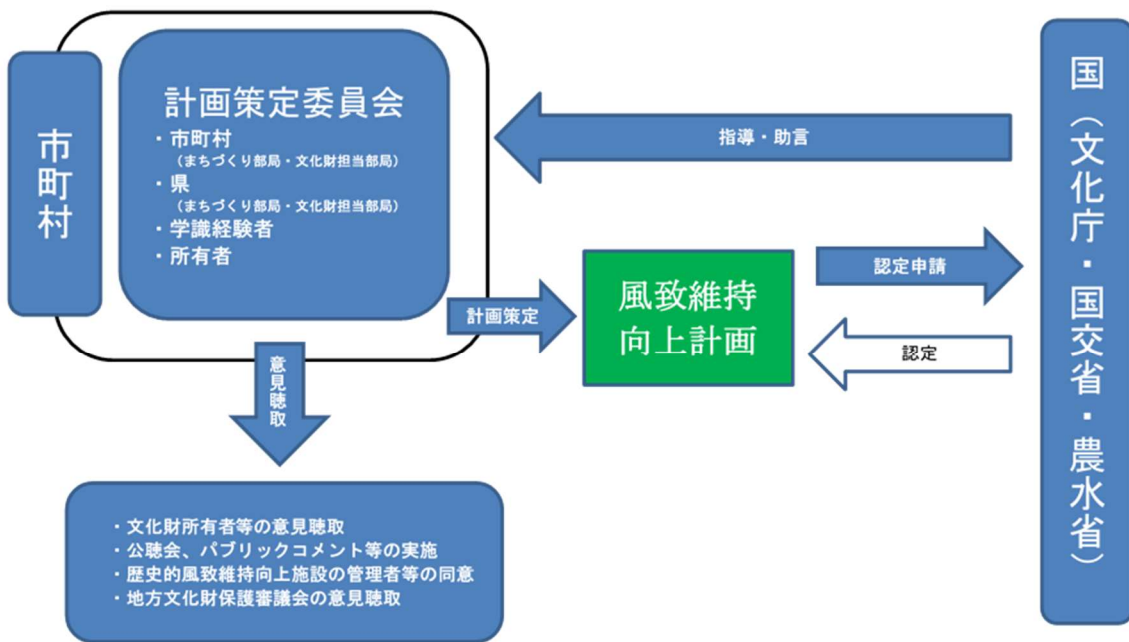 市町村
計画策定委員会
・市町村
（まちづくり部局・文化財担当部局）
・県
（まちづくり部局・文化財担当部局）
・学識経験者
・所有者
指導・助言
計画策定
風致維持
向上計画
認定申請
認定
国（文化庁・国交省・農水省）
意見聴取
・文化財所有者等の意見聴取
・公聴会、パブリックコメント等の実施
・歴史的風致維持向上施設の管理者等の同意
・地方文化財保護審議会の意見聴取